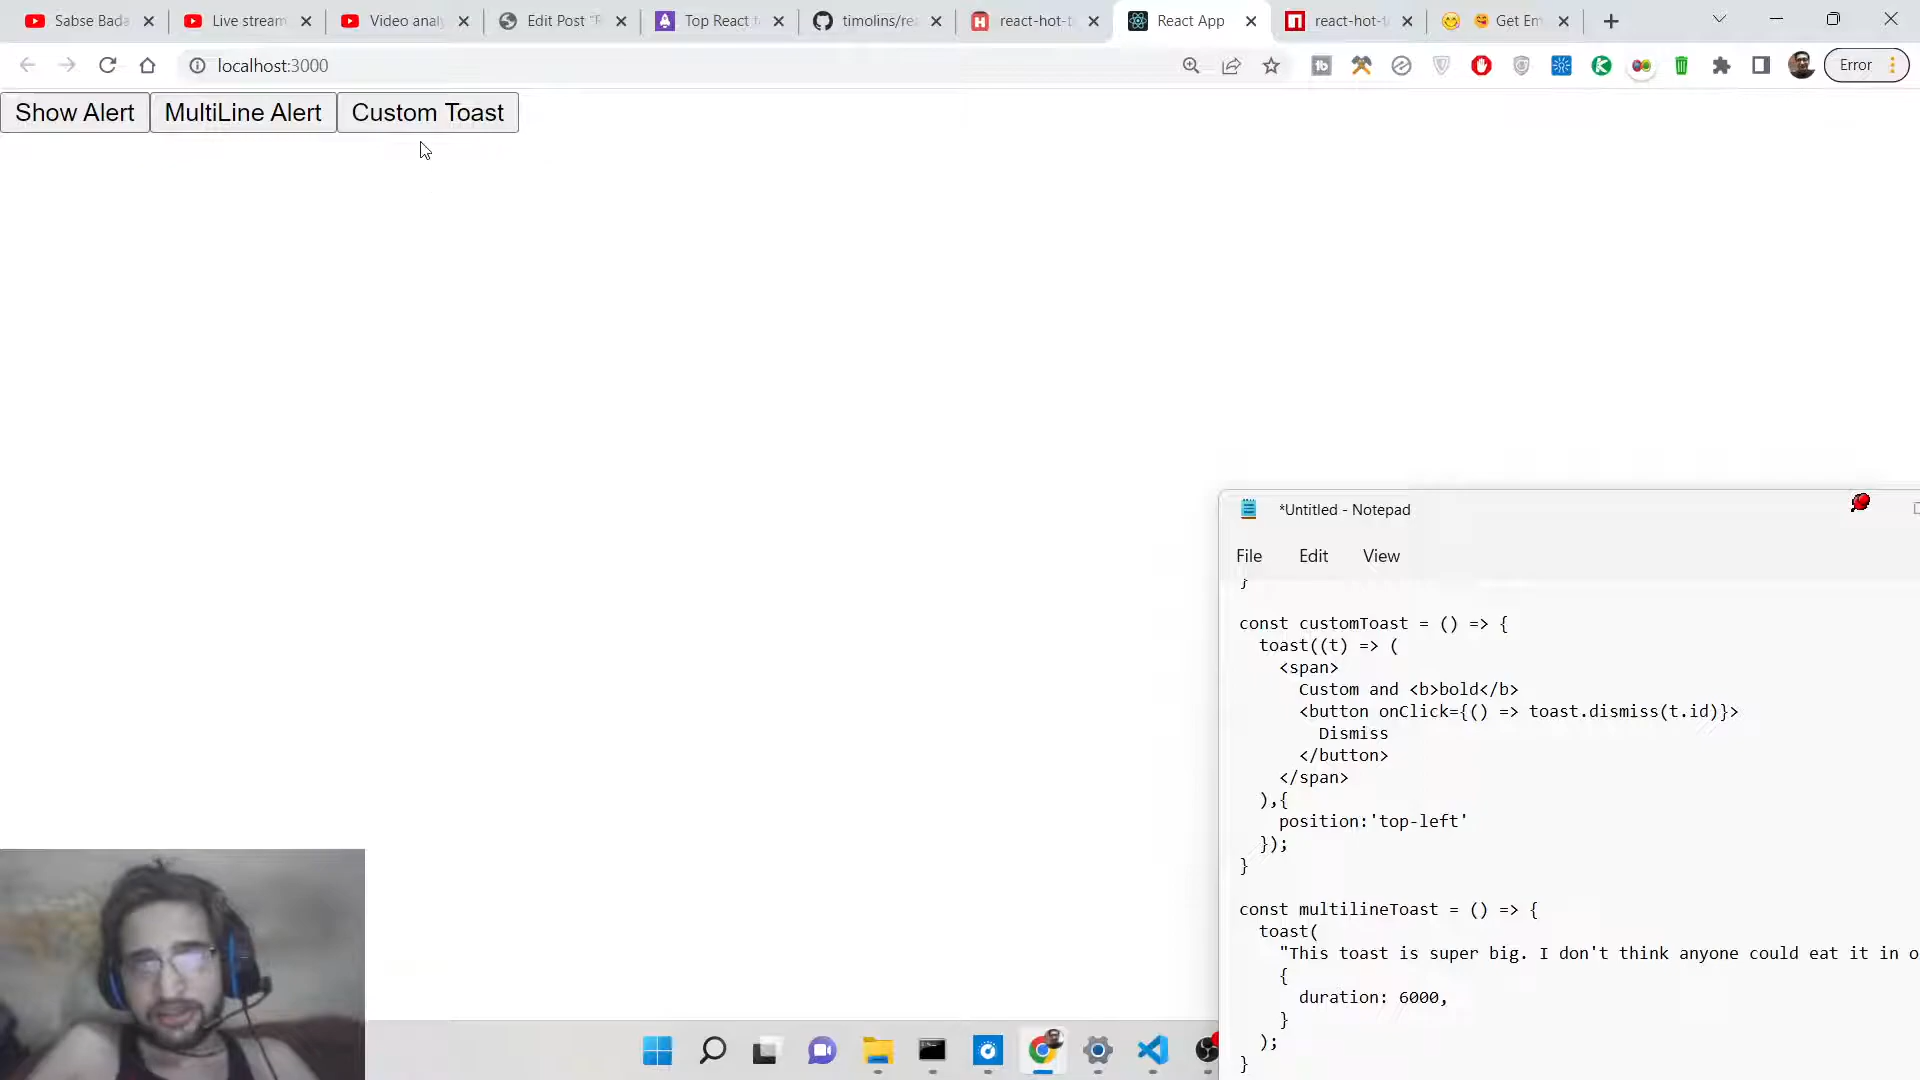 Sabse Bada
Live stream
Video analy
Edit Post "R
Top React
timolins/rea
react-hot-t
React App
react-hot-t
Get Em
localhost:3000
Error
Show Alert
MultiLine Alert
Custom Toast
*Untitled - Notepad
File
Edit
View
}
const customToast = () => {
toast((t) => (
<span>
Custom and <b>bold</b>
<button onClick={() => toast.dismiss(t.id)}>
Dismiss
</button>
</span>
),{
position:'top-left'
});
}
const multilineToast = () => {
toast(
"This toast is super big. I don't think anyone could eat it in o
{
duration: 6000,
}
);
}